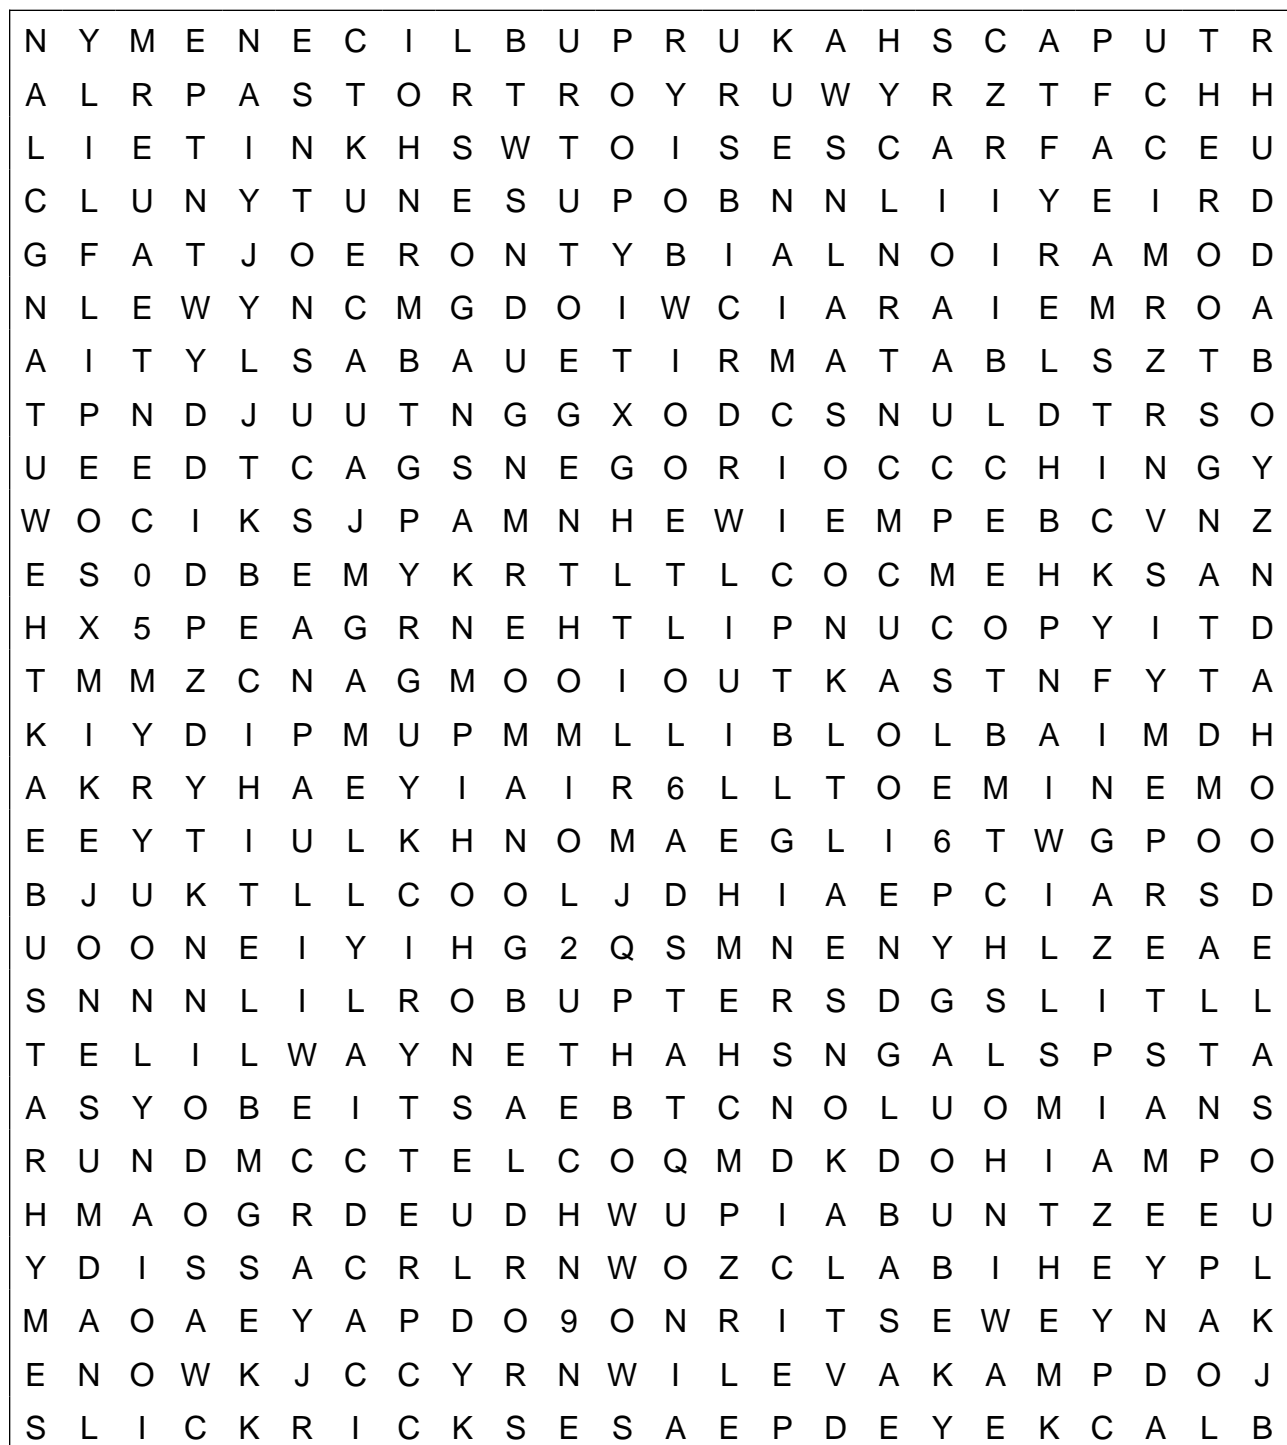 N Y M E N E C I L B U P R U K A H S C A P U T R
A L R P A S T O R T R O Y R U W Y R Z T F C H H
L I E T I N K H S W T O I S E S C A R F A C E U
C L U N Y T U N E S U P O B N N L I I Y E I R D
G F A T J O E R O N T Y B I A L N O I R A M O D
N L E W Y N C M G D O I W C I A R A I E M R O A
A I T Y L S A B A U E T I R M A T A B L S Z T B
T P N D J U U T N G G X O D C S N U L D T R S O
U E E D T C A G S N E G O R I O C C C H I N G Y
W O C I K S J P A M N H E W I E M P E B C V N Z
E S 0 D B E M Y K R T L T L C O C M E H K S A N
H X 5 P E A G R N E H T L I P N U C O P Y I T D
T M M Z C N A G M O O I O U T K A S T N F Y T A
K I Y D I P M U P M M L L I B L O L B A I M D H
A K R Y H A E Y I A I R 6 L L T O E M I N E M O
E E Y T I U L K H N O M A E G L I 6 T W G P O O
B J U K T L L C O O L J D H I A E P C I A R S D
U O O N E I Y I H G 2 Q S M N E N Y H L Z E A E
S N N N L I L R O B U P T E R S D G S L I T L L
T E L I L W A Y N E T H A H S N G A L S P S T A
A S Y O B E I T S A E B T C N O L U O M I A N S
R U N D M C C T E L C O Q M D K D O H I A M P O
H M A O G R D E U D H W U P I A B U N T Z E E U
Y D I S S A C R L R N W O Z C L A B I H E Y P L
M A O A E Y A P D O 9 O N R I T S E W E Y N A K
E N O W K J C C Y R N W I L E V A K A M P D O J
S L I C K R I C K S E S A E P D E Y E K C A L B